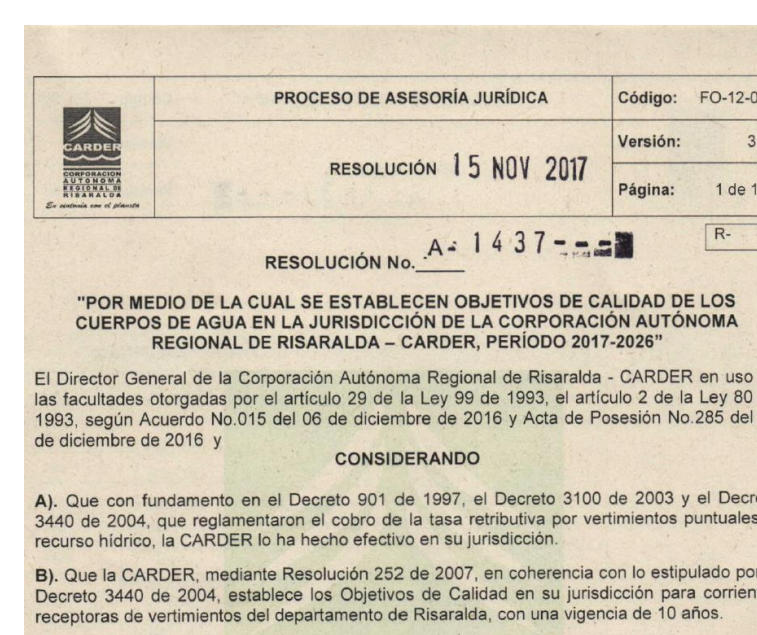 PROCESO DE ASESORÍA JURÍDICA
Código: FO-12-0
CARDER
CORPORACION
AUTONOMA
REGIONAL DE
RISARALDA
En sintonía con el planeta
RESOLUCIÓN 15 NOV 2017
Versión: 3
Página: 1 de 1
RESOLUCIÓN No. A- 1437---
R-
"POR MEDIO DE LA CUAL SE ESTABLECEN OBJETIVOS DE CALIDAD DE LOS
CUERPOS DE AGUA EN LA JURISDICCIÓN DE LA CORPORACIÓN AUTÓNOMA
REGIONAL DE RISARALDA – CARDER, PERÍODO 2017-2026"
El Director General de la Corporación Autónoma Regional de Risaralda - CARDER en uso
las facultades otorgadas por el artículo 29 de la Ley 99 de 1993, el artículo 2 de la Ley 80
1993, según Acuerdo No.015 del 06 de diciembre de 2016 y Acta de Posesión No.285 del
de diciembre de 2016 y
CONSIDERANDO
A). Que con fundamento en el Decreto 901 de 1997, el Decreto 3100 de 2003 y el Decr
3440 de 2004, que reglamentaron el cobro de la tasa retributiva por vertimientos puntuales
recurso hídrico, la CARDER lo ha hecho efectivo en su jurisdicción.
B). Que la CARDER, mediante Resolución 252 de 2007, en coherencia con lo estipulado por
Decreto 3440 de 2004, establece los Objetivos de Calidad en su jurisdicción para corrien
receptoras de vertimientos del departamento de Risaralda, con una vigencia de 10 años.